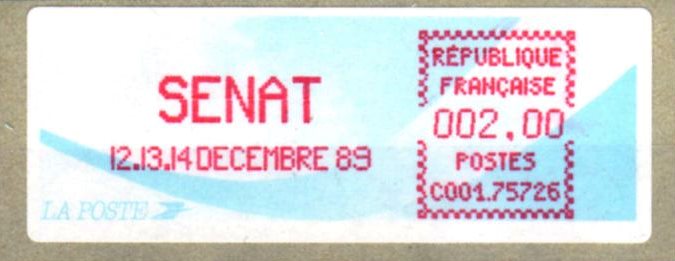 SENAT
12.13.14 DECEMBRE 89
LA POSTE
RÉPUBLIQUE
FRANÇAISE
002,00
POSTES
C001.75726